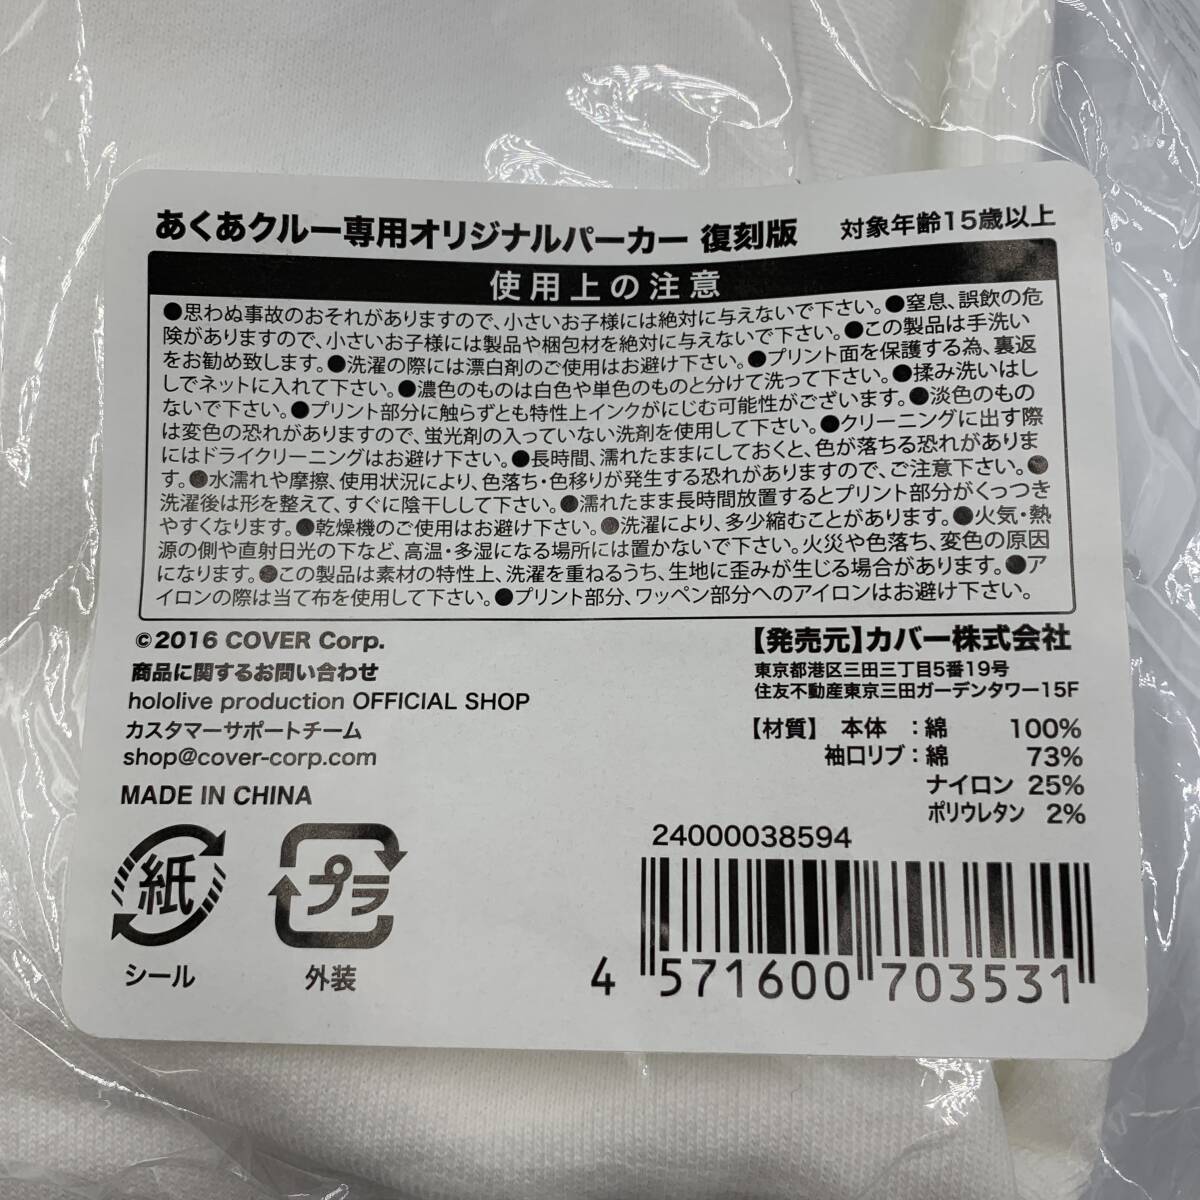 あくあクルー専用オリジナルパーカー 復刻版 対象年齢15歳以上
使用上の注意
●思わぬ事故のおそれがありますので、小さいお子様には絶対に与えないで下さい。●窒息、誤飲の危
険がありますので、小さいお子様には製品や梱包材を絶対に与えないで下さい。●この製品は手洗い
をお勧め致します。●洗濯の際には漂白剤のご使用はお避け下さい。●プリント面を保護する為、裏返
しでネットに入れて下さい。●濃色のものは白色や単色のものと分けて洗って下さい。●揉み洗いはし
ないで下さい。●プリント部分に触らずとも特性上インクがにじむ可能性がございます。●淡色のもの
は変色の恐れがありますので、蛍光剤の入っていない洗剤を使用して下さい。●クリーニングに出す際
にはドライクリーニングはお避け下さい。●長時間、濡れたままにしておくと、色が落ちる恐れがありま
す。●水濡れや摩擦、使用状況により、色落ち・色移りが発生する恐れがありますので、ご注意下さい。●
洗濯後は形を整えて、すぐに陰干しして下さい。●濡れたまま長時間放置するとプリント部分がくっつき
やすくなります。●乾燥機のご使用はお避け下さい。●洗濯により、多少縮むことがあります。●火気・熱
源の側や直射日光の下など、高温・多湿になる場所には置かないで下さい。火災や色落ち、変色の原因
になります。●この製品は素材の特性上、洗濯を重ねるうち、生地に歪みが生じる場合があります。●ア
イロンの際は当て布を使用して下さい。●プリント部分、ワッペン部分へのアイロンはお避け下さい。
©2016 COVER Corp.
商品に関するお問い合わせ
hololive production OFFICIAL SHOP
カスタマーサポートチーム
shop@cover-corp.com
MADE IN CHINA
紙
シール
プラ
外装
【発売元】カバー株式会社
東京都港区三田三丁目5番19号
住友不動産東京三田ガーデンタワー15F
【材質】 本体 ：綿 100%
袖口リブ：綿 73%
ナイロン 25%
ポリウレタン 2%
24000038594
4 571600 703531